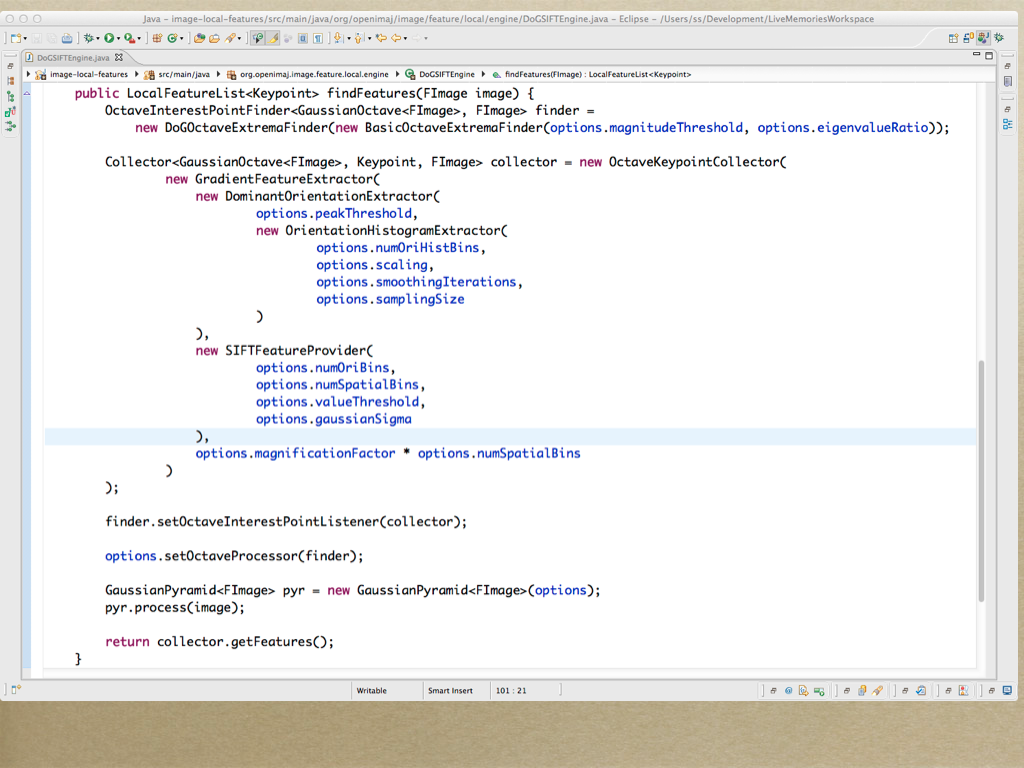 Java - image-local-features/src/main/java/org/openimaj/image/feature/local/engine/DoGSIFTEngine.java - Eclipse - /Users/ss/Development/LiveMemoriesWorkspace
DoGSIFTEngine.java
image-local-features src/main/java org.openimaj.image.feature.local.engine DoGSIFTEngine findFeatures(FImage) : LocalFeatureList<Keypoint>
public LocalFeatureList<Keypoint> findFeatures(FImage image) {
OctaveInterestPointFinder<GaussianOctave<FImage>, FImage> finder =
new DoGOctaveExtremaFinder(new BasicOctaveExtremaFinder(options.magnitudeThreshold, options.eigenvalueRatio));
Collector<GaussianOctave<FImage>, Keypoint, FImage> collector = new OctaveKeypointCollector(
new GradientFeatureExtractor(
new DominantOrientationExtractor(
options.peakThreshold,
new OrientationHistogramExtractor(
options.numOriHistBins,
options.scaling,
options.smoothingIterations,
options.samplingSize
)
),
new SIFTFeatureProvider(
options.numOriBins,
options.numSpatialBins,
options.valueThreshold,
options.gaussianSigma
),
options.magnificationFactor * options.numSpatialBins
)
);
finder.setOctaveInterestPointListener(collector);
options.setOctaveProcessor(finder);
GaussianPyramid<FImage> pyr = new GaussianPyramid<FImage>(options);
pyr.process(image);
return collector.getFeatures();
}
Writable Smart Insert 101 : 21